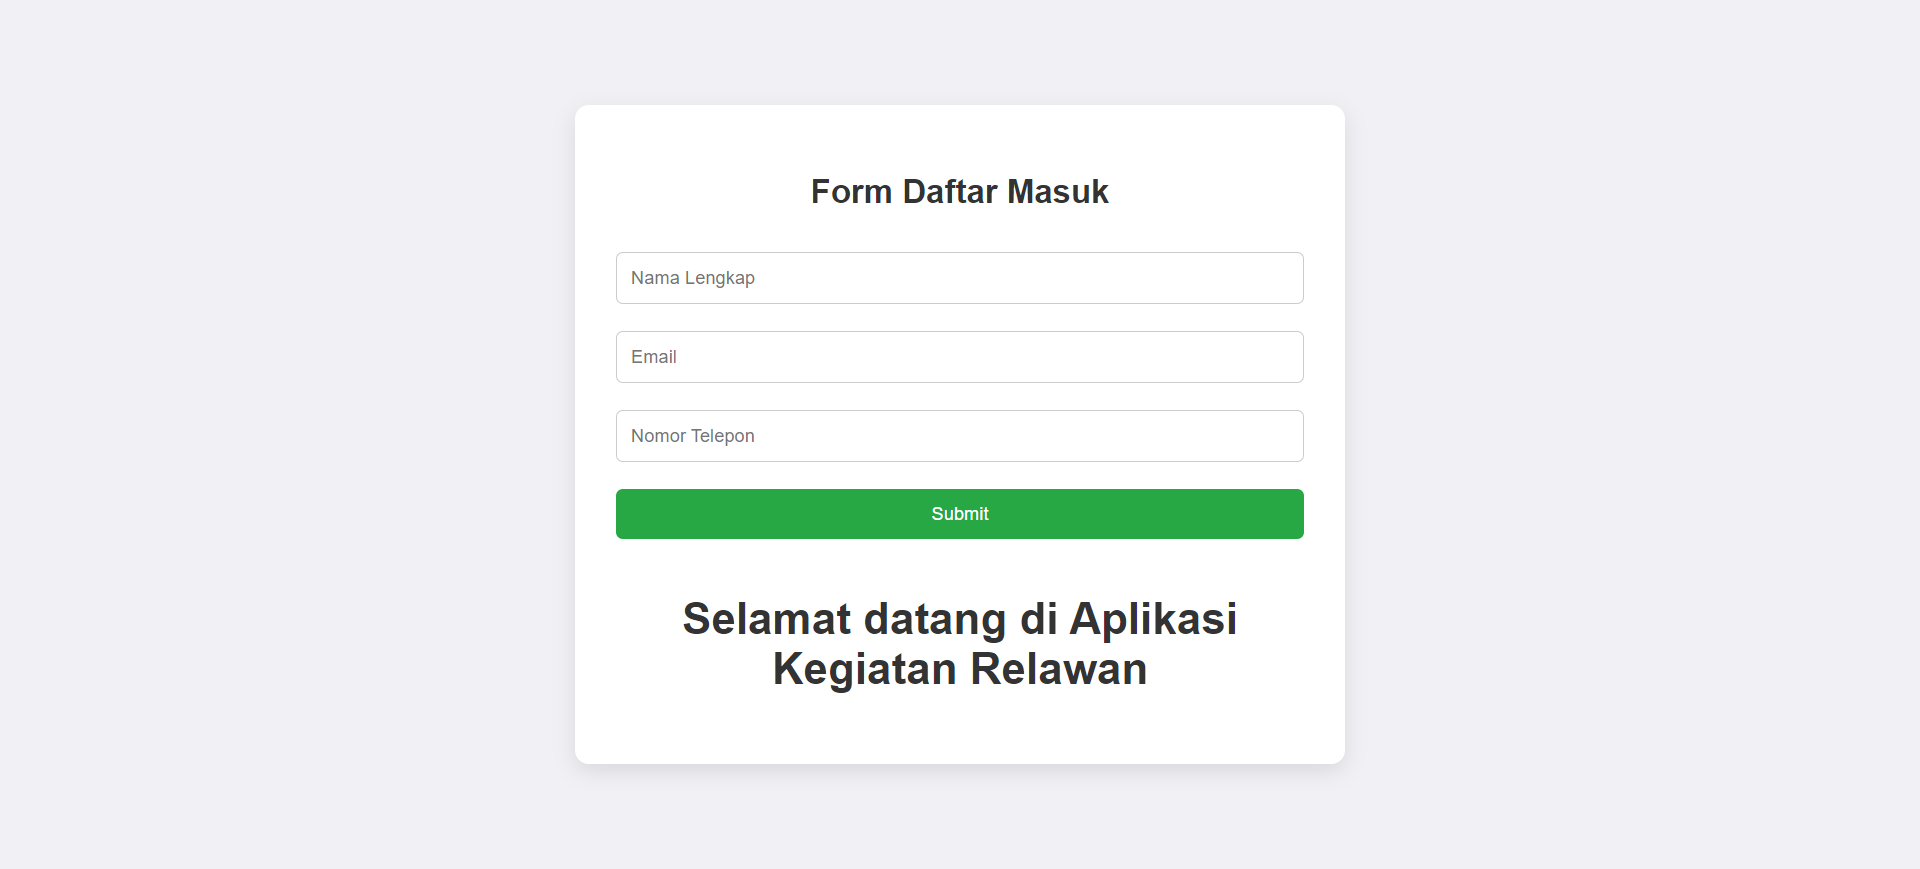 Form Daftar Masuk
Nama Lengkap
Email
Nomor Telepon
Submit
Selamat datang di Aplikasi
Kegiatan Relawan